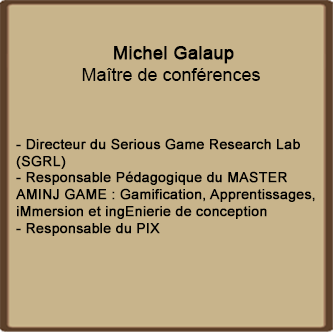 Michel Galaup
Maître de conférences
- Directeur du Serious Game Research Lab
(SGRL)
- Responsable Pédagogique du MASTER
AMINJ GAME : Gamification, Apprentissages,
iMmersion et ingEnierie de conception
- Responsable du PIX